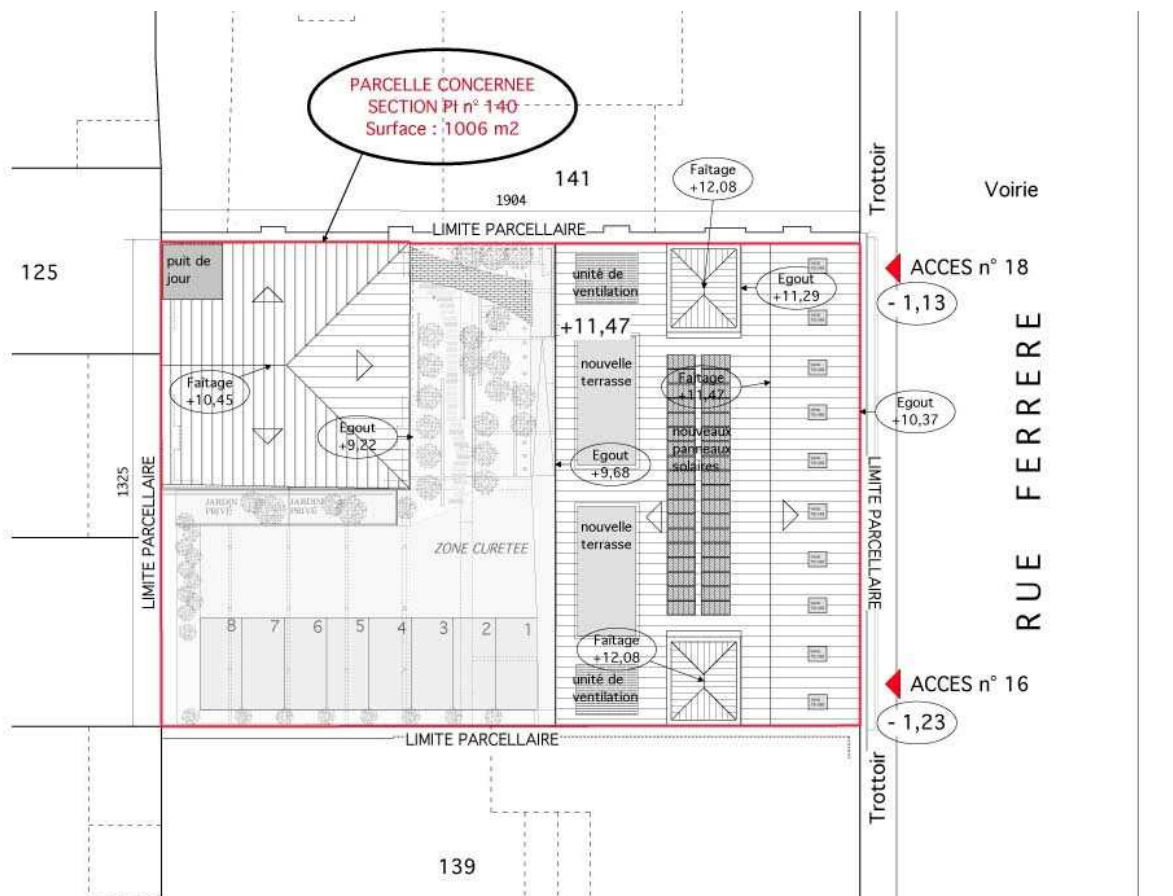 PARCELLE CONCERNEE
SECTION PI n° 140
Surface : 1006 m2
141
1904
LIMITE PARCELLAIRE
Faîtage
+12,08
Trottoir
Voirie
125
puit de
jour
unité de
ventilation
Egout
+11,29
ACCES n° 18
- 1,13
+11,47
nouvelle
terrasse
Faîtage
+10,45
Faîtage
+11,47
Egout
+9,22
nouveaux
panneaux
solaires
Egout
+10,37
Egout
+9,68
RUE FERRERE
1325
LIMITE PARCELLAIRE
LIMITE PARCELLAIRE
JARDIN
PRIVÉ
JARDIN
PRIVÉ
ZONE CURETEE
nouvelle
terrasse
8 7 6 5 4 3 2 1
Faîtage
+12,08
unité de
ventilation
ACCES n° 16
- 1,23
LIMITE PARCELLAIRE
Trottoir
139